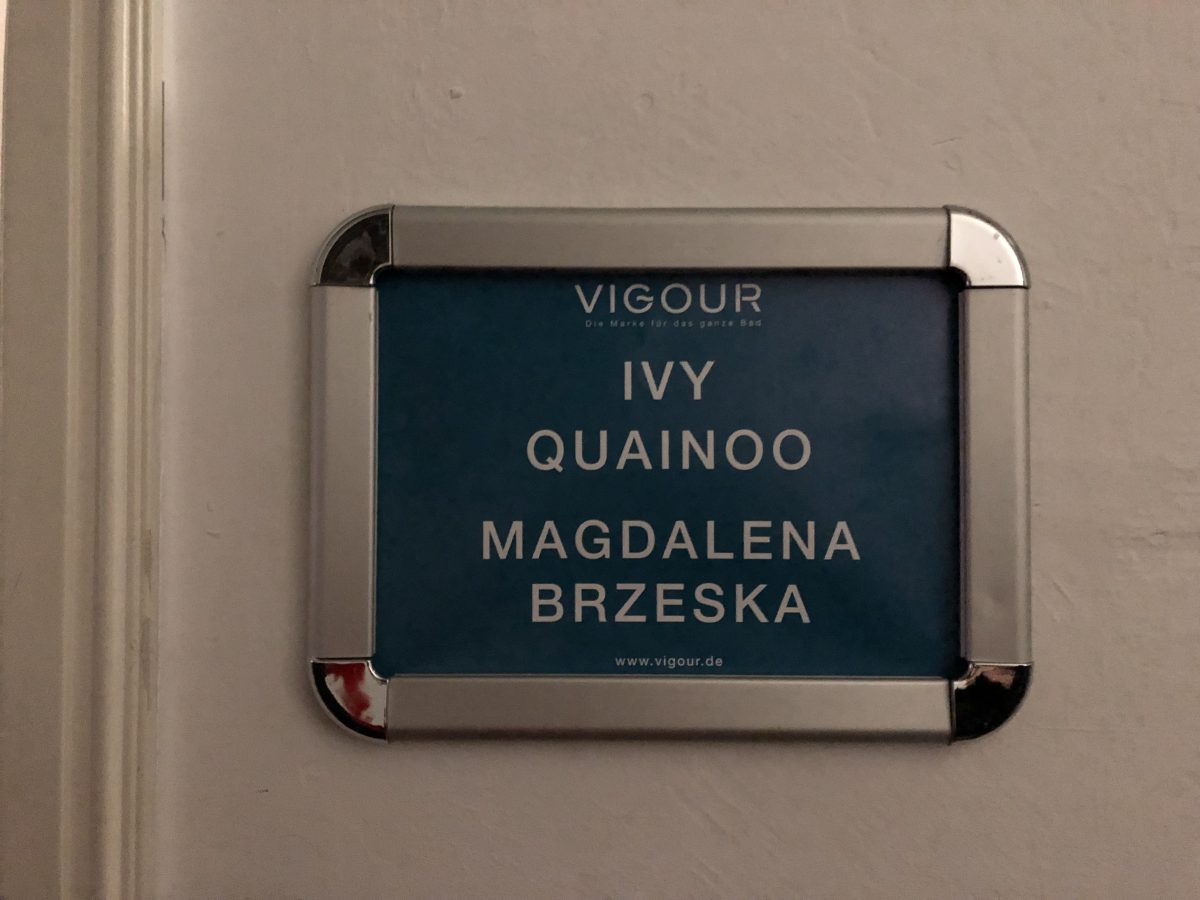 VIGOUR
Die Marke für das ganze Bad
IVY
QUAINOO
MAGDALENA
BRZESKA
www.vigour.de